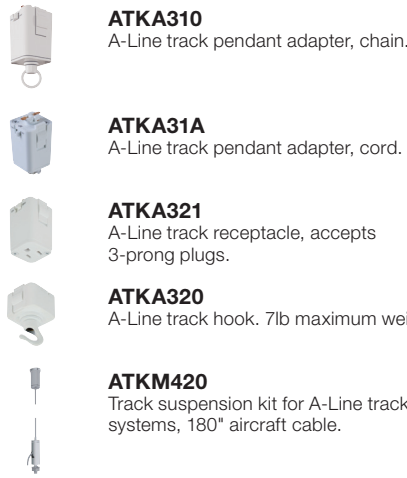 ATKA310
A-Line track pendant adapter, chain.
ATKA31A
A-Line track pendant adapter, cord.
ATKA321
A-Line track receptacle, accepts
3-prong plugs.
ATKA320
A-Line track hook. 7lb maximum
ATKM420
Track suspension kit for A-Line track
systems, 180" aircraft cable.